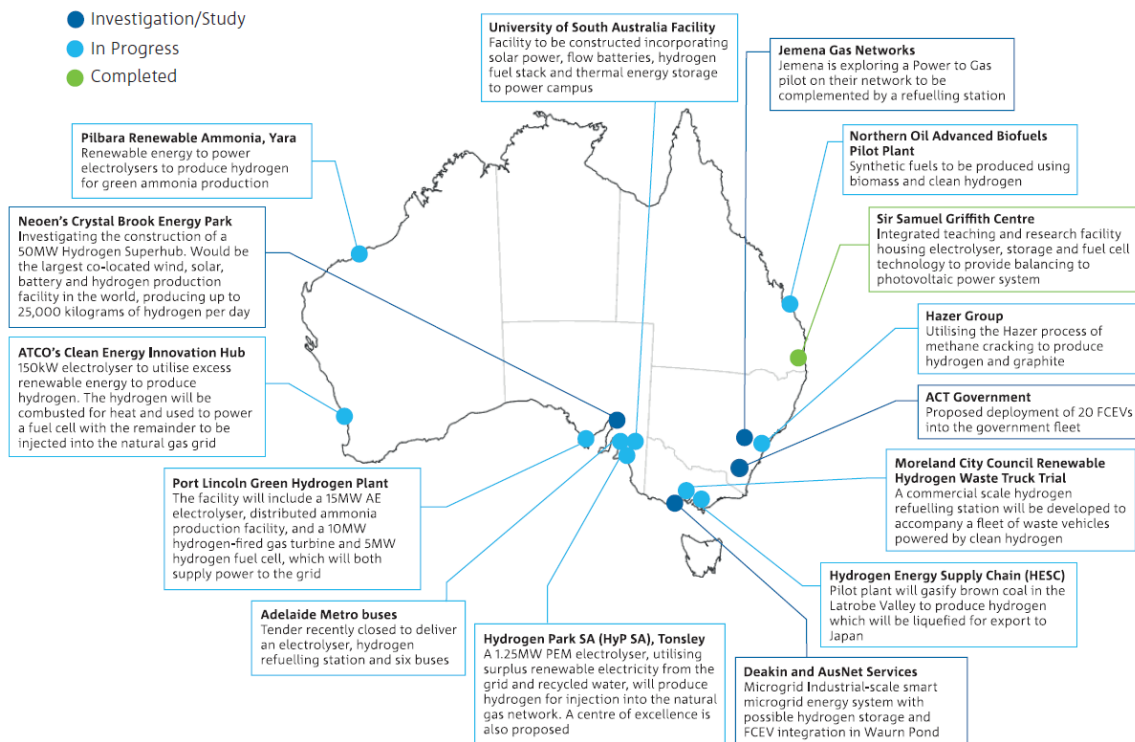 Investigation/Study
In Progress
Completed
University of South Australia Facility
Facility to be constructed incorporating
solar power, flow batteries, hydrogen
fuel stack and thermal energy storage
to power campus
Jemena Gas Networks
Jemena is exploring a Power to Gas
pilot on their network to be
complemented by a refuelling station
Pilbara Renewable Ammonia, Yara
Renewable energy to power
electrolysers to produce hydrogen
for green ammonia production
Northern Oil Advanced Biofuels
Pilot Plant
Synthetic fuels to be produced using
biomass and clean hydrogen
Neoen's Crystal Brook Energy Park
Investigating the construction of a
50MW Hydrogen Superhub. Would be
the largest co-located wind, solar,
battery and hydrogen production
facility in the world, producing up to
25,000 kilograms of hydrogen per day
Sir Samuel Griffith Centre
Integrated teaching and research facility
housing electrolyser, storage and fuel cell
technology to provide balancing to
photovoltaic power system
Hazer Group
Utilising the Hazer process of
methane cracking to produce
hydrogen and graphite
ATCO's Clean Energy Innovation Hub
150kW electrolyser to utilise excess
renewable energy to produce
hydrogen. The hydrogen will be
combusted for heat and used to power
a fuel cell with the remainder to be
injected into the natural gas grid
ACT Government
Proposed deployment of 20 FCEVs
into the government fleet
Moreland City Council Renewable
Hydrogen Waste Truck Trial
A commercial scale hydrogen
refuelling station will be developed to
accompany a fleet of waste vehicles
powered by clean hydrogen
Port Lincoln Green Hydrogen Plant
The facility will include a 15MW AE
electrolyser, distributed ammonia
production facility, and a 10MW
hydrogen-fired gas turbine and 5MW
hydrogen fuel cell, which will both
supply power to the grid
Hydrogen Energy Supply Chain (HESC)
Pilot plant will gasify brown coal in the
Latrobe Valley to produce hydrogen
which will be liquefied for export to
Japan
Adelaide Metro buses
Tender recently closed to deliver
an electrolyser, hydrogen
refuelling station and six buses
Hydrogen Park SA (HyP SA), Tonsley
A 1.25MW PEM electrolyser, utilising
surplus renewable electricity from the
grid and recycled water, will produce
hydrogen for injection into the natural
gas network. A centre of excellence is
also proposed
Deakin and AusNet Services
Microgrid Industrial-scale smart
microgrid energy system with
possible hydrogen storage and
FCEV integration in Waurn Pond